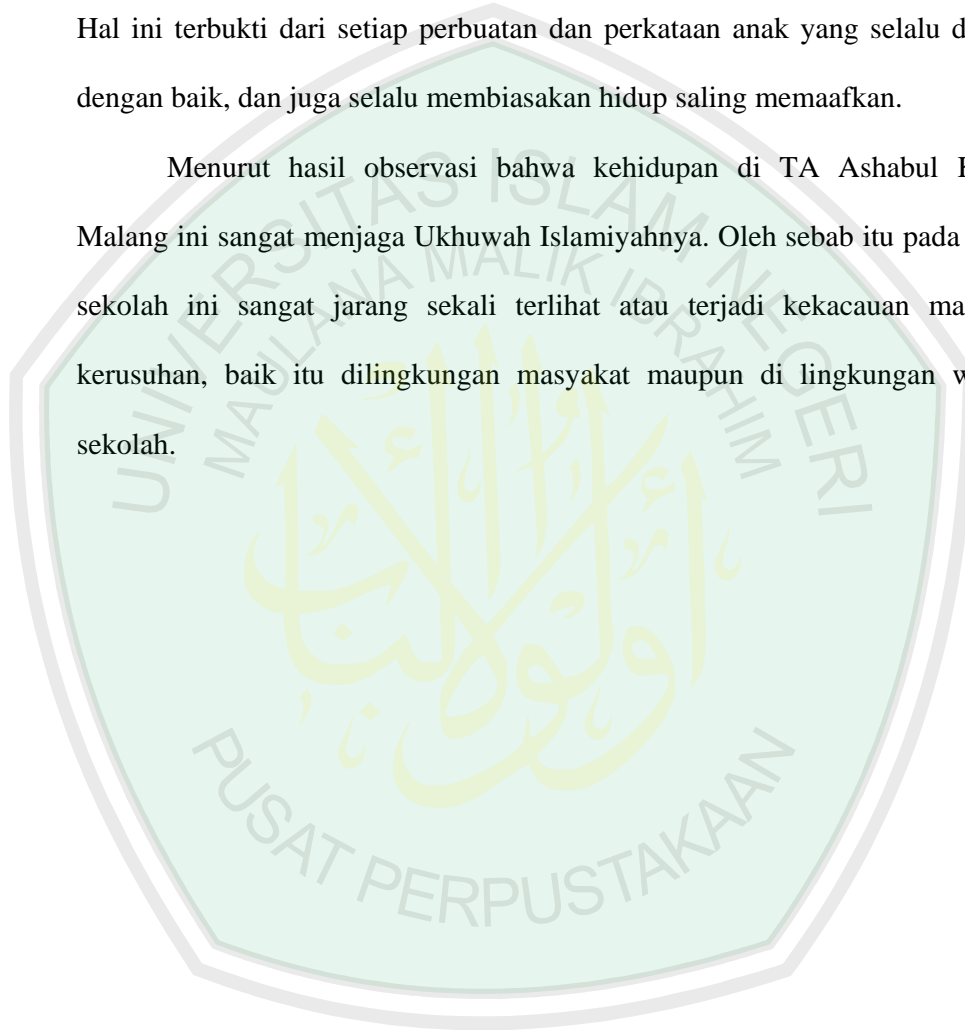 Hal ini terbukti dari setiap perbuatan dan perkataan anak yang selalu
dengan baik, dan juga selalu membiasakan hidup saling memaafkan.
Menurut hasil observasi bahwa kehidupan di TA Ashabul
Malang ini sangat menjaga Ukhuwah Islamiyahnya. Oleh sebab itu pada
sekolah ini sangat jarang sekali terlihat atau terjadi kekacauan
kerusuhan, baik itu dilingkungan masyakat maupun di lingkungan
sekolah.
UNIVERSITAS ISLAM NEGERI
MAULANA MALIK IBRAHIM
PUSAT PERPUSTAKAAN